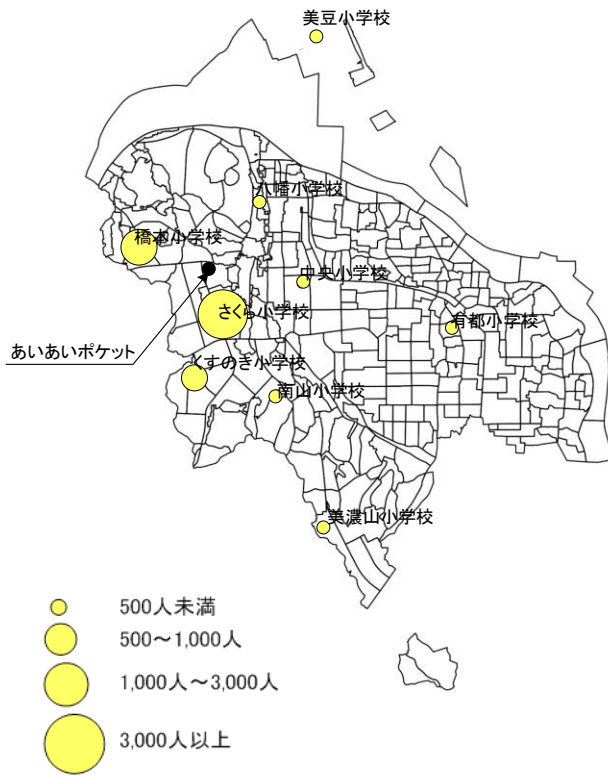 美豆小学校
八幡小学校
橋本小学校
中央小学校
さくら小学校
有都小学校
あいあいポケット
くすのき小学校
南山小学校
美濃山小学校
500人未満
500～1,000人
1,000人～3,000人
3,000人以上